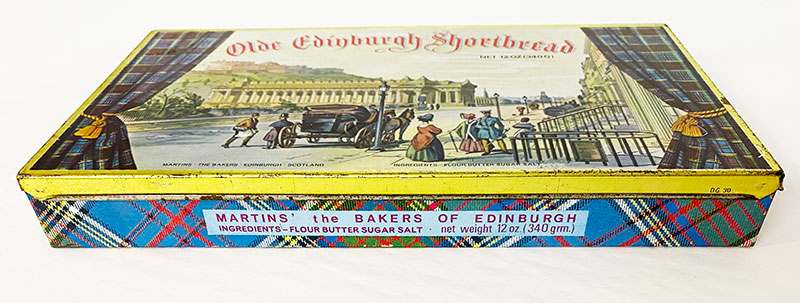 Olde Edinburgh Shortbread
NET 12 OZ (340 G)
MARTINS' THE BAKERS · EDINBURGH · SCOTLAND
INGREDIENTS - FLOUR BUTTER SUGAR SALT
DG 39
MARTINS' the BAKERS OF EDINBURGH
INGREDIENTS – FLOUR BUTTER SUGAR SALT · net weight 12 oz. (340 grm.)